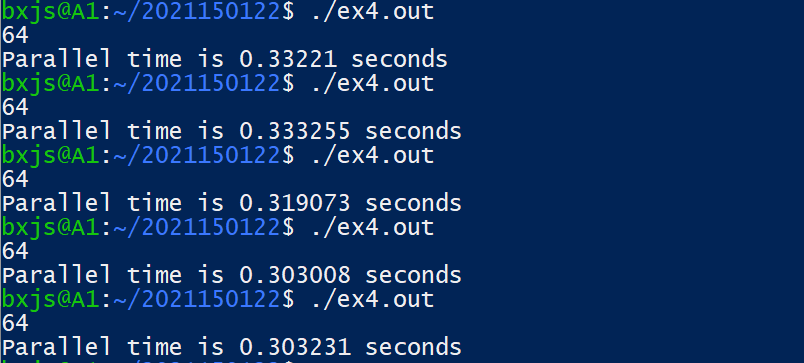 bxjs@A1:~/2021150122$ ./ex4.out
64
Parallel time is 0.33221 seconds
bxjs@A1:~/2021150122$ ./ex4.out
64
Parallel time is 0.333255 seconds
bxjs@A1:~/2021150122$ ./ex4.out
64
Parallel time is 0.319073 seconds
bxjs@A1:~/2021150122$ ./ex4.out
64
Parallel time is 0.303008 seconds
bxjs@A1:~/2021150122$ ./ex4.out
64
Parallel time is 0.303231 seconds